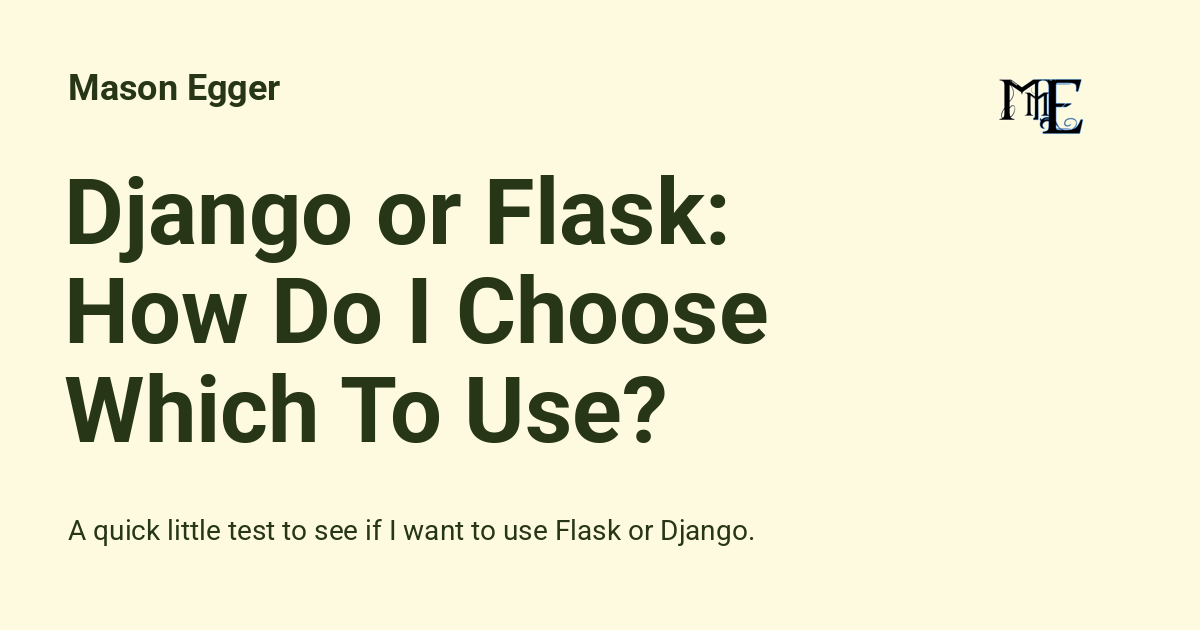 Mason Egger
MmE
Django or Flask:
How Do I Choose
Which To Use?
A quick little test to see if I want to use Flask or Django.